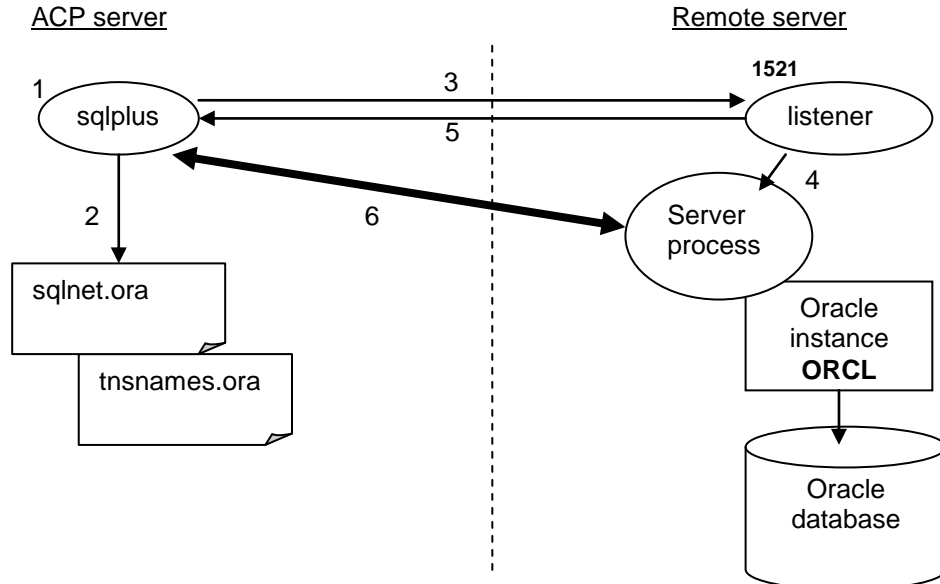 ACP server
Remote server
1521
1
3
sqlplus
listener
5
4
2
6
Server
process
sqlnet.ora
Oracle
instance
ORCL
tnsnames.ora
Oracle
database